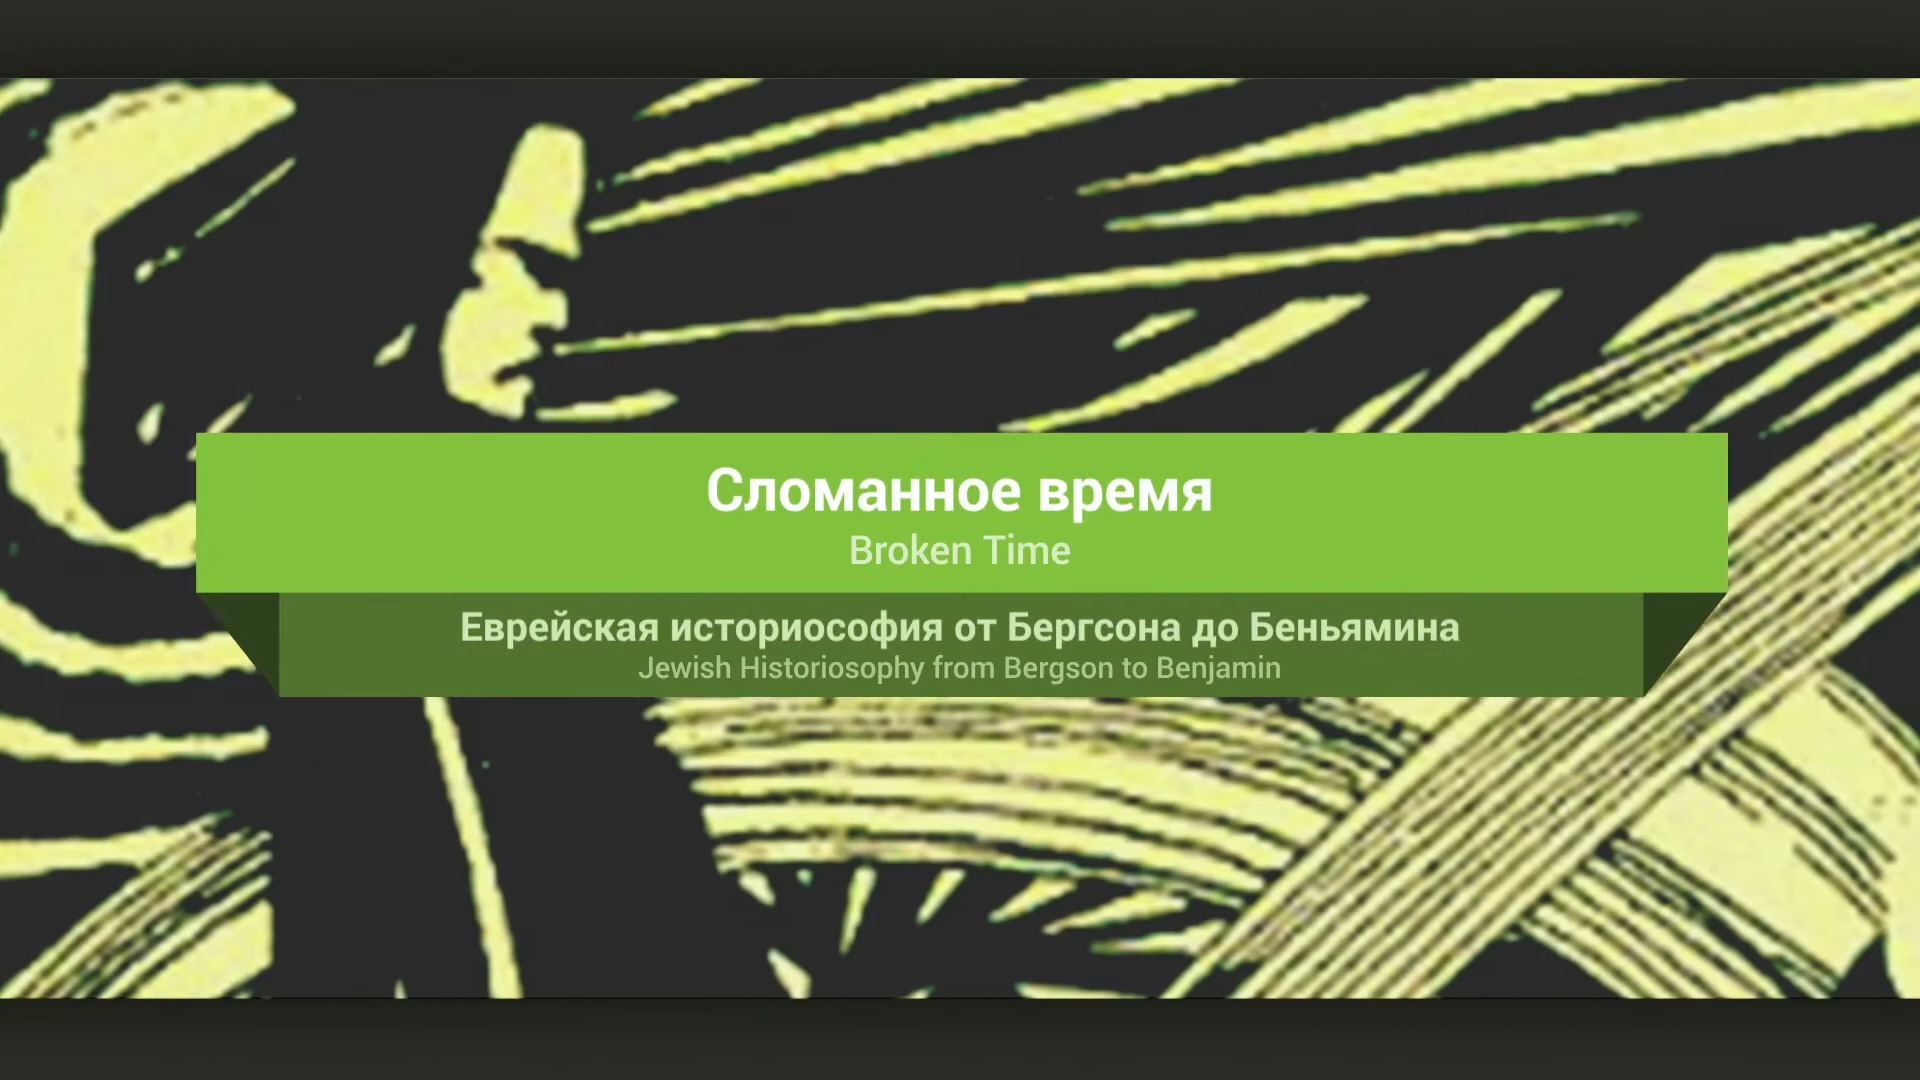 Сломанное время
Broken Time
Еврейская историософия от Бергсона до Беньямина
Jewish Historiosophy from Bergson to Benjamin